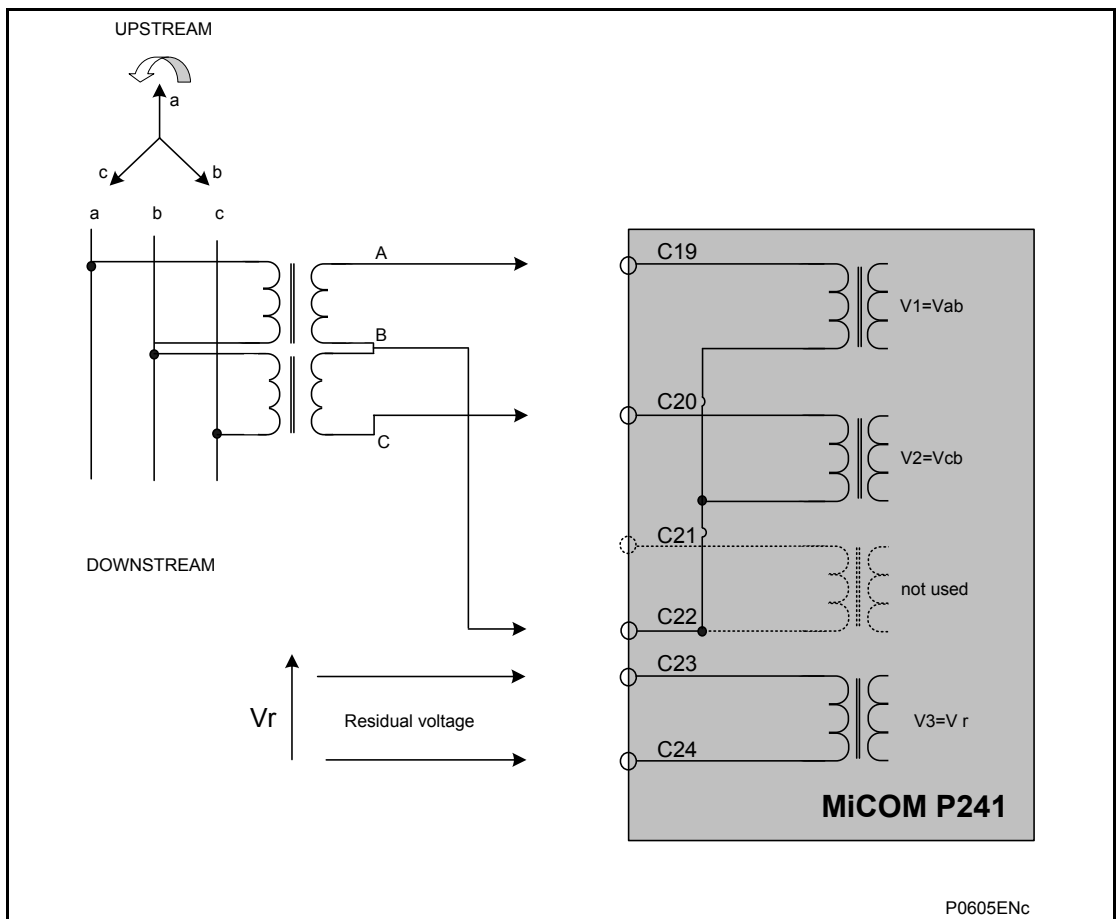 UPSTREAM
a
c
b
a b c
A
B
C
DOWNSTREAM
Vr
Residual voltage
C19
V1=Vab
C20
V2=Vcb
C21
not used
C22
C23
V3=V r
C24
MiCOM P241
P0605ENc